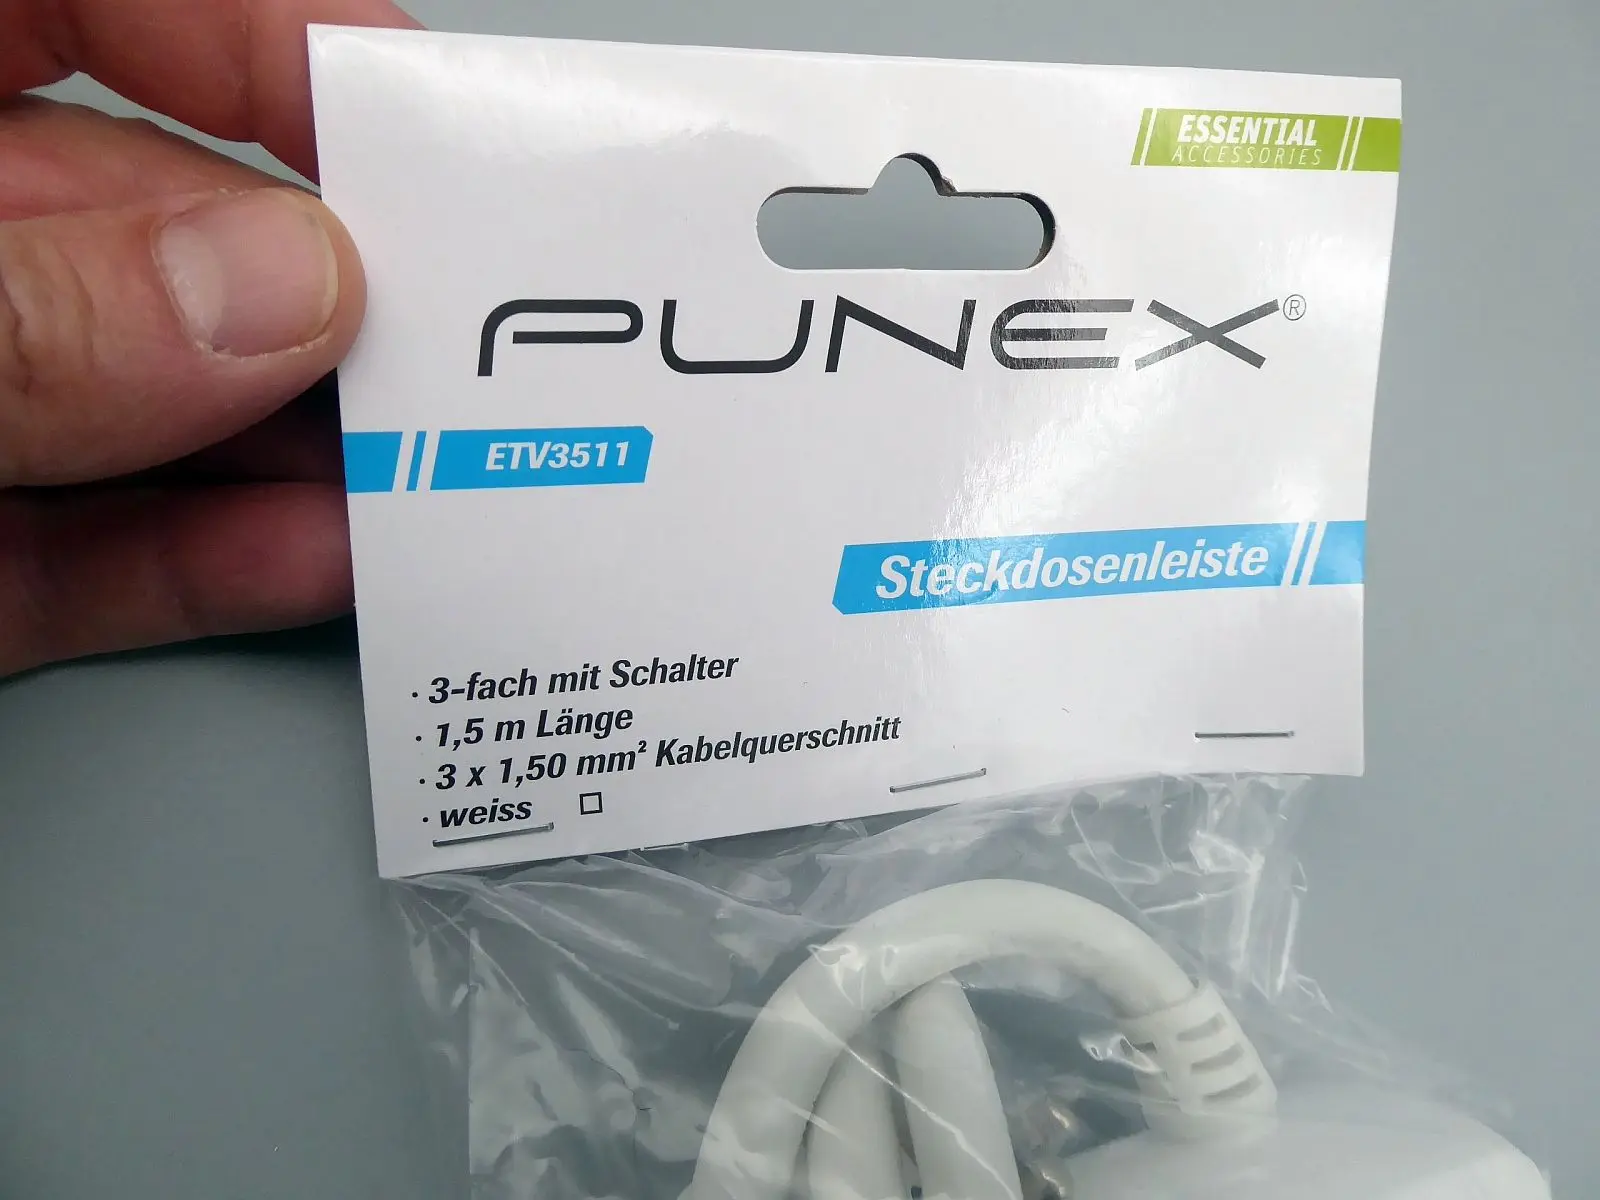 ESSENTIAL
ACCESSORIES
PUNEX®
ETV3511
Steckdosenleiste
· 3-fach mit Schalter
· 1,5 m Länge
· 3 x 1,50 mm² Kabelquerschnitt
· weiss □